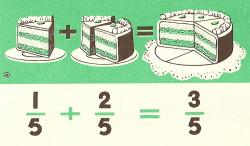 + =
1/5 + 2/5 = 3/5